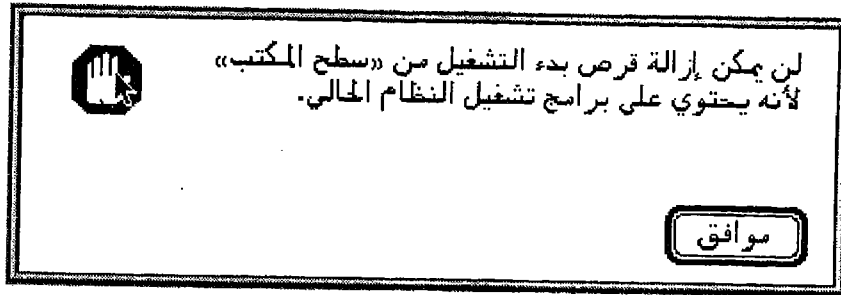 لن يمكن إزالة قرص بدء التشغيل من «سطح المكتب»
لأنه يحتوي على برامج تشغيل النظام الحالي.
موافق